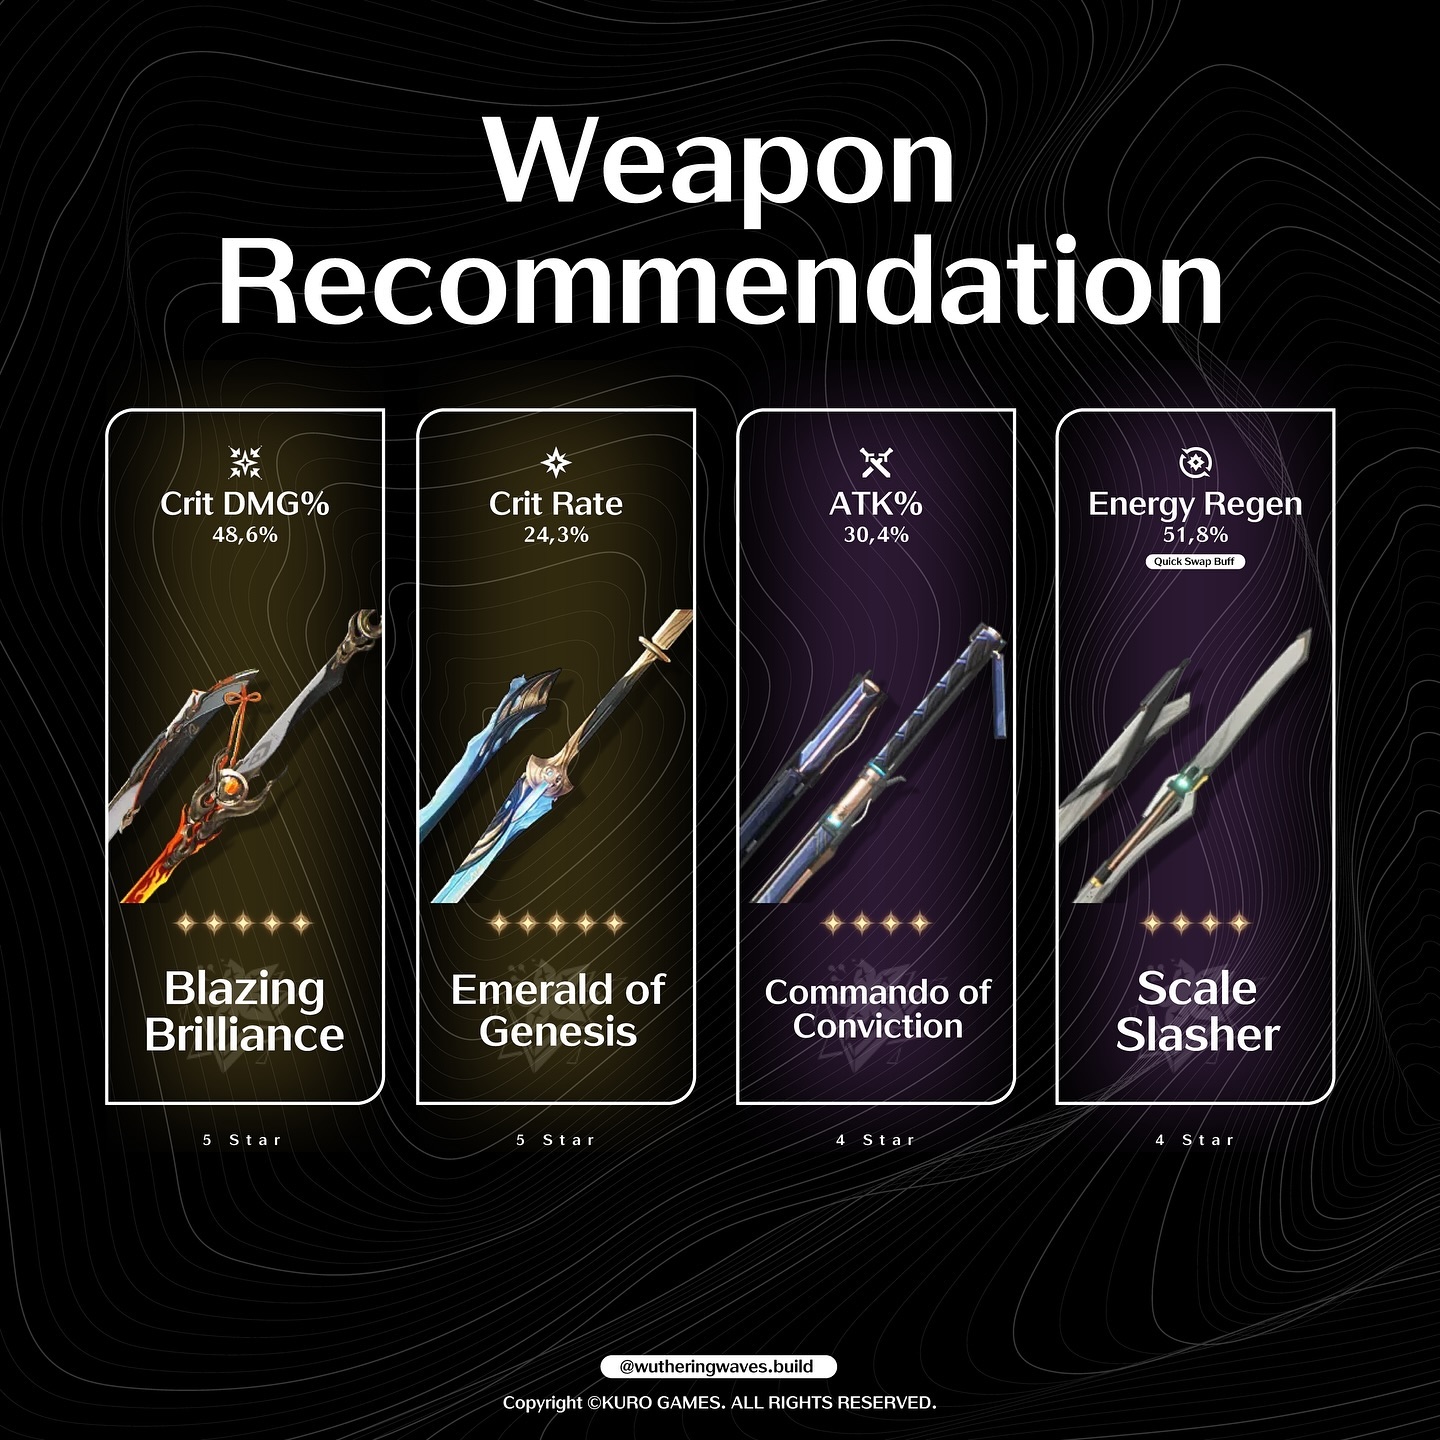 Weapon
Recommendation
Crit DMG%
48,6%
Crit Rate
24,3%
ATK%
30,4%
Energy Regen
51,8%
Quick Swap Buff
Blazing
Brilliance
Emerald of
Genesis
Commando of
Conviction
Scale
Slasher
5 Star
5 Star
4 Star
4 Star
@wutheringwaves.build
Copyright ©KURO GAMES. ALL RIGHTS RESERVED.